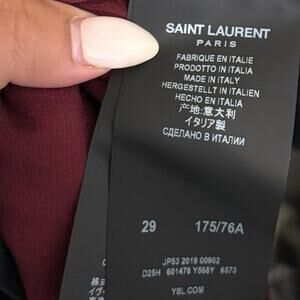 SAINT LAURENT
PARIS
FABRIQUE EN ITALIE
PRODOTTO IN ITALIA
MADE IN ITALY
HERGESTELLT IN ITALIEN
HECHO EN ITALIA
产地:意大利
イタリア製
СДЕЛАНО В ИТАЛИИ
29 175/76A
JP53 2019 00902
D25H 601476 Y568Y 6573
YSL.COM